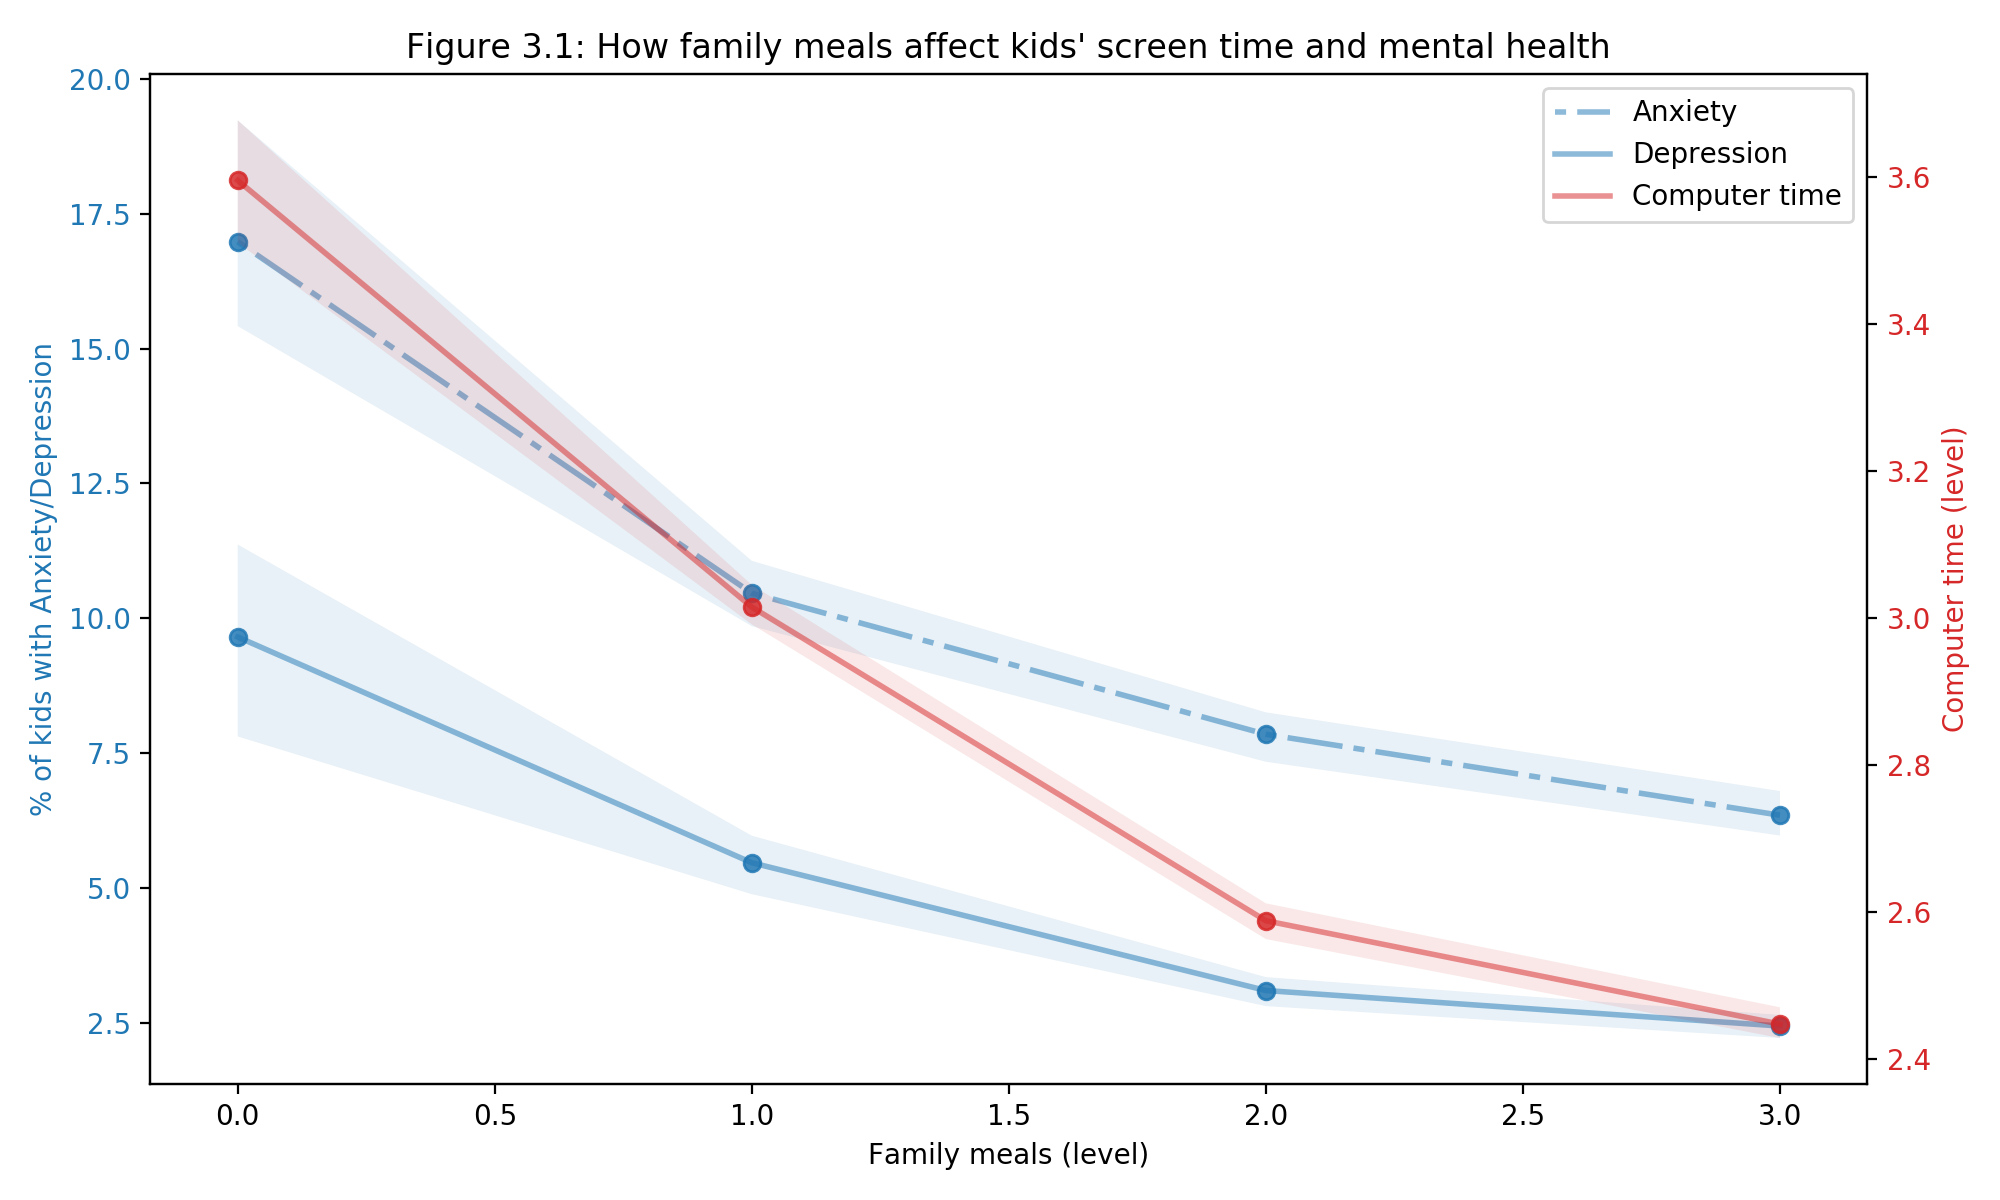 Figure 3.1: How family meals affect kids' screen time and mental health
Anxiety
Depression
Computer time
% of kids with Anxiety/Depression
20.0
17.5
15.0
12.5
10.0
7.5
5.0
2.5
Computer time (level)
3.6
3.4
3.2
3.0
2.8
2.6
2.4
0.0 0.5 1.0 1.5 2.0 2.5 3.0
Family meals (level)